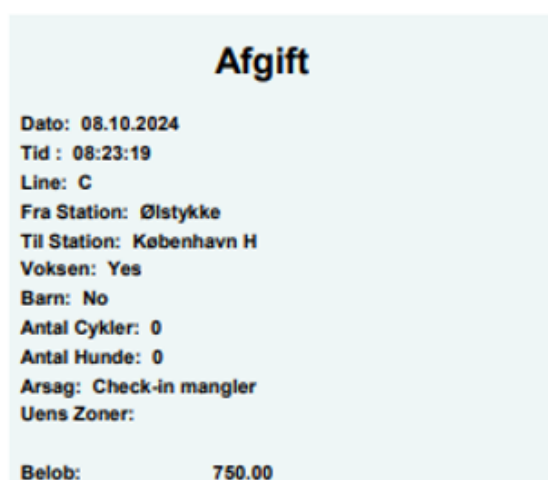 Afgift
Dato: 08.10.2024
Tid : 08:23:19
Line: C
Fra Station: Ølstykke
Til Station: København H
Voksen: Yes
Barn: No
Antal Cykler: 0
Antal Hunde: 0
Arsag: Check-in mangler
Uens Zoner:
Belob: 750.00